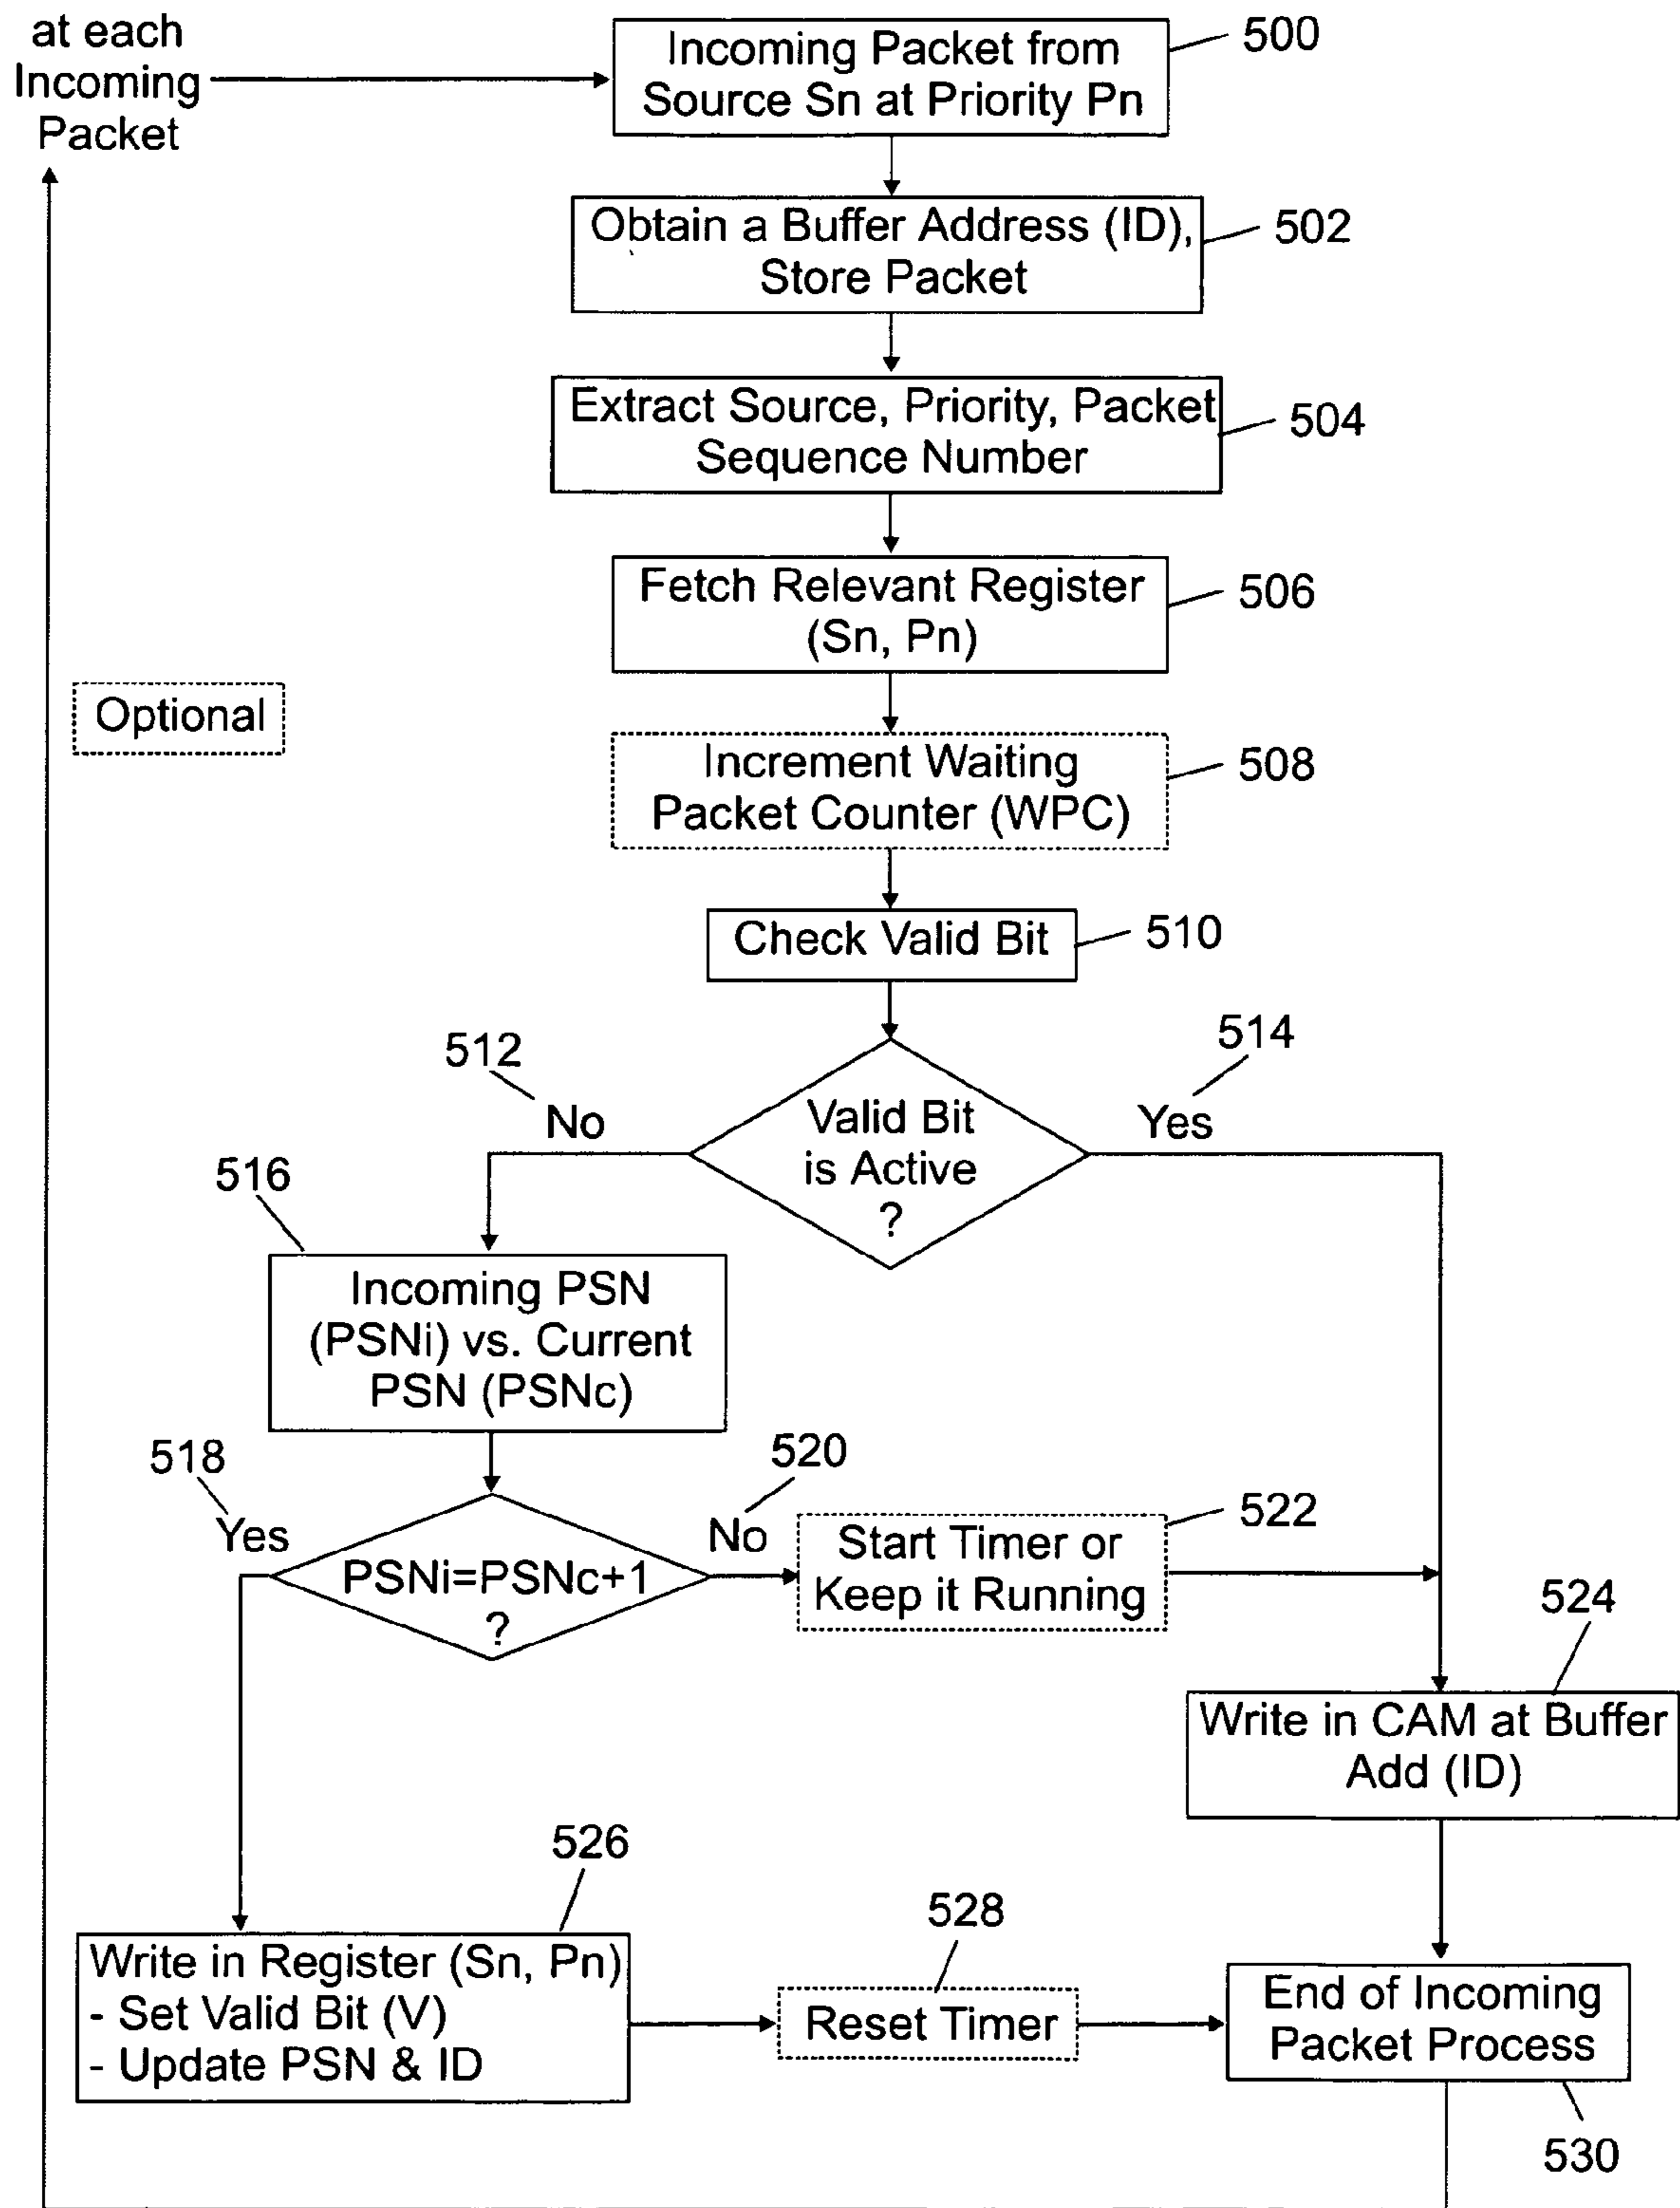 at each
Incoming
Packet
Incoming Packet from
Source Sn at Priority Pn
500
Obtain a Buffer Address (ID),
Store Packet
502
Extract Source, Priority, Packet
Sequence Number
504
Fetch Relevant Register
(Sn, Pn)
506
Optional
Increment Waiting
Packet Counter (WPC)
508
Check Valid Bit
510
512
No
Valid Bit
is Active
?
514
Yes
516
Incoming PSN
(PSNi) vs. Current
PSN (PSNc)
518
Yes
PSNi=PSNc+1
?
520
No
Start Timer or
Keep it Running
522
524
Write in CAM at Buffer
Add (ID)
526
Write in Register (Sn, Pn)
- Set Valid Bit (V)
- Update PSN & ID
528
Reset Timer
End of Incoming
Packet Process
530